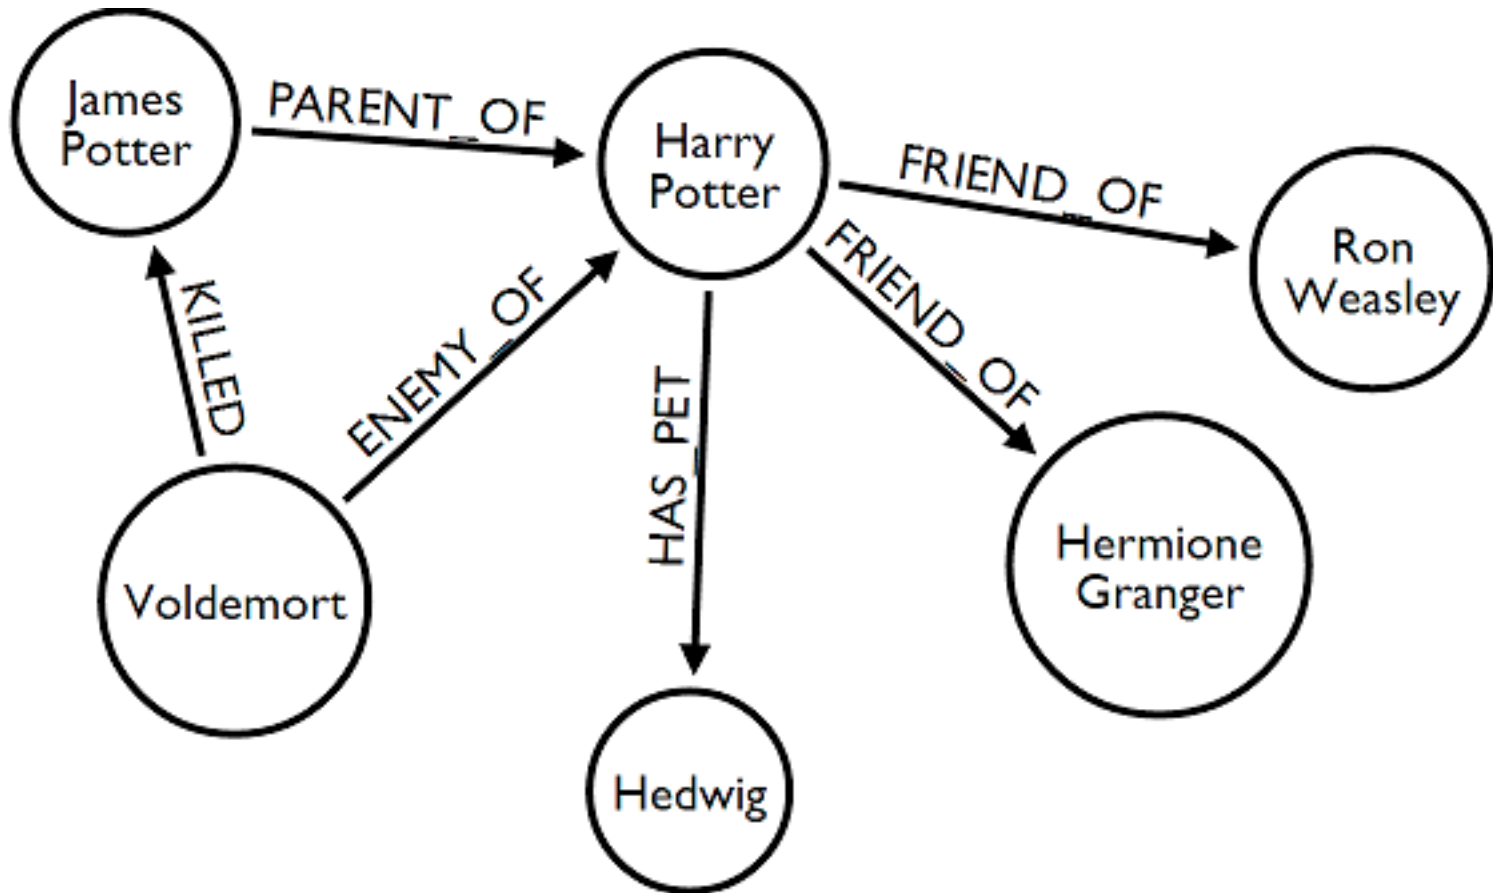 James
Potter
PARENT_OF
Harry
Potter
FRIEND_OF
Ron
Weasley
FRIEND_OF
KILLED
ENEMY_OF
HAS_PET
Hermione
Granger
Voldemort
Hedwig